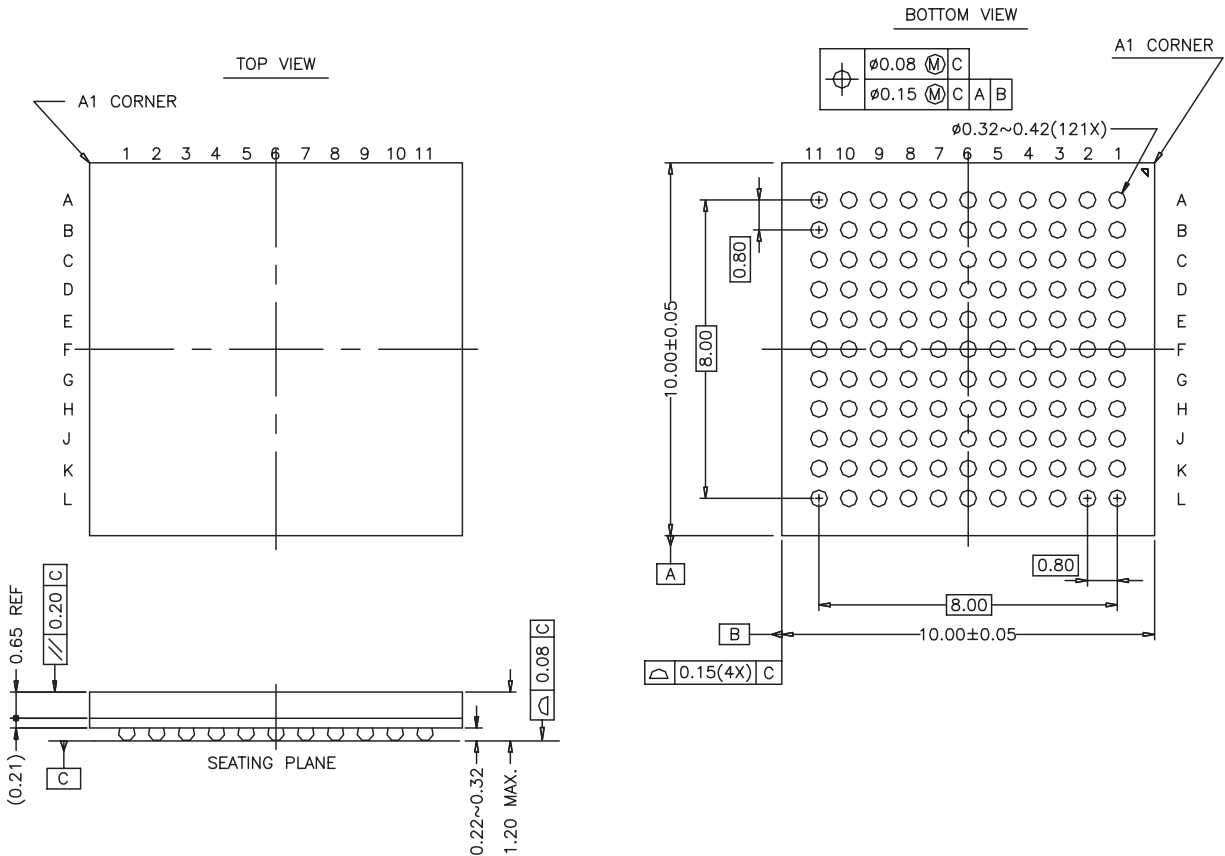 TOP VIEW
A1 CORNER
1 2 3 4 5 6 7 8 9 10 11
A
B
C
D
E
F
G
H
J
K
L
BOTTOM VIEW
A1 CORNER
⌖ ø0.08 Ⓜ C
ø0.15 Ⓜ C A B
ø0.32~0.42(121X)
11 10 9 8 7 6 5 4 3 2 1
A
B
C
D
E
F
G
H
J
K
L
0.80
8.00
10.00±0.05
A
0.80
8.00
B
10.00±0.05
⌓ 0.15(4X) C
0.65 REF
(0.21)
// 0.20 C
C
SEATING PLANE
0.22~0.32
1.20 MAX.
⌓ 0.08 C